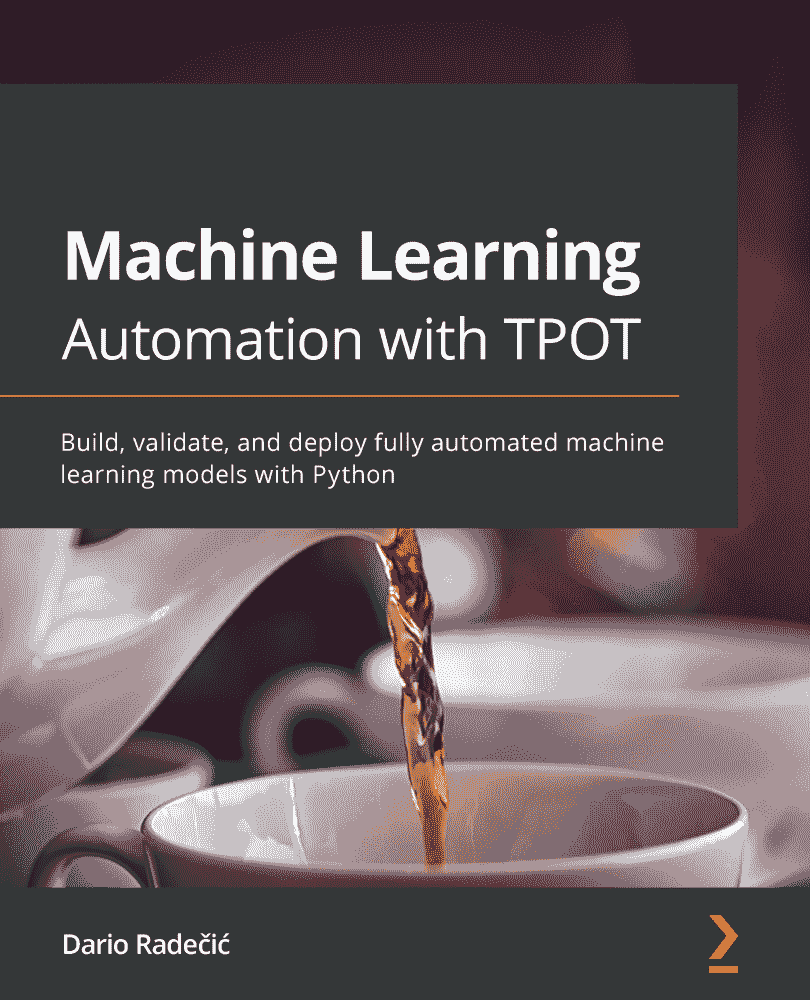 Machine Learning
Automation with TPOT
Build, validate, and deploy fully automated machine
learning models with Python
Dario Radečić